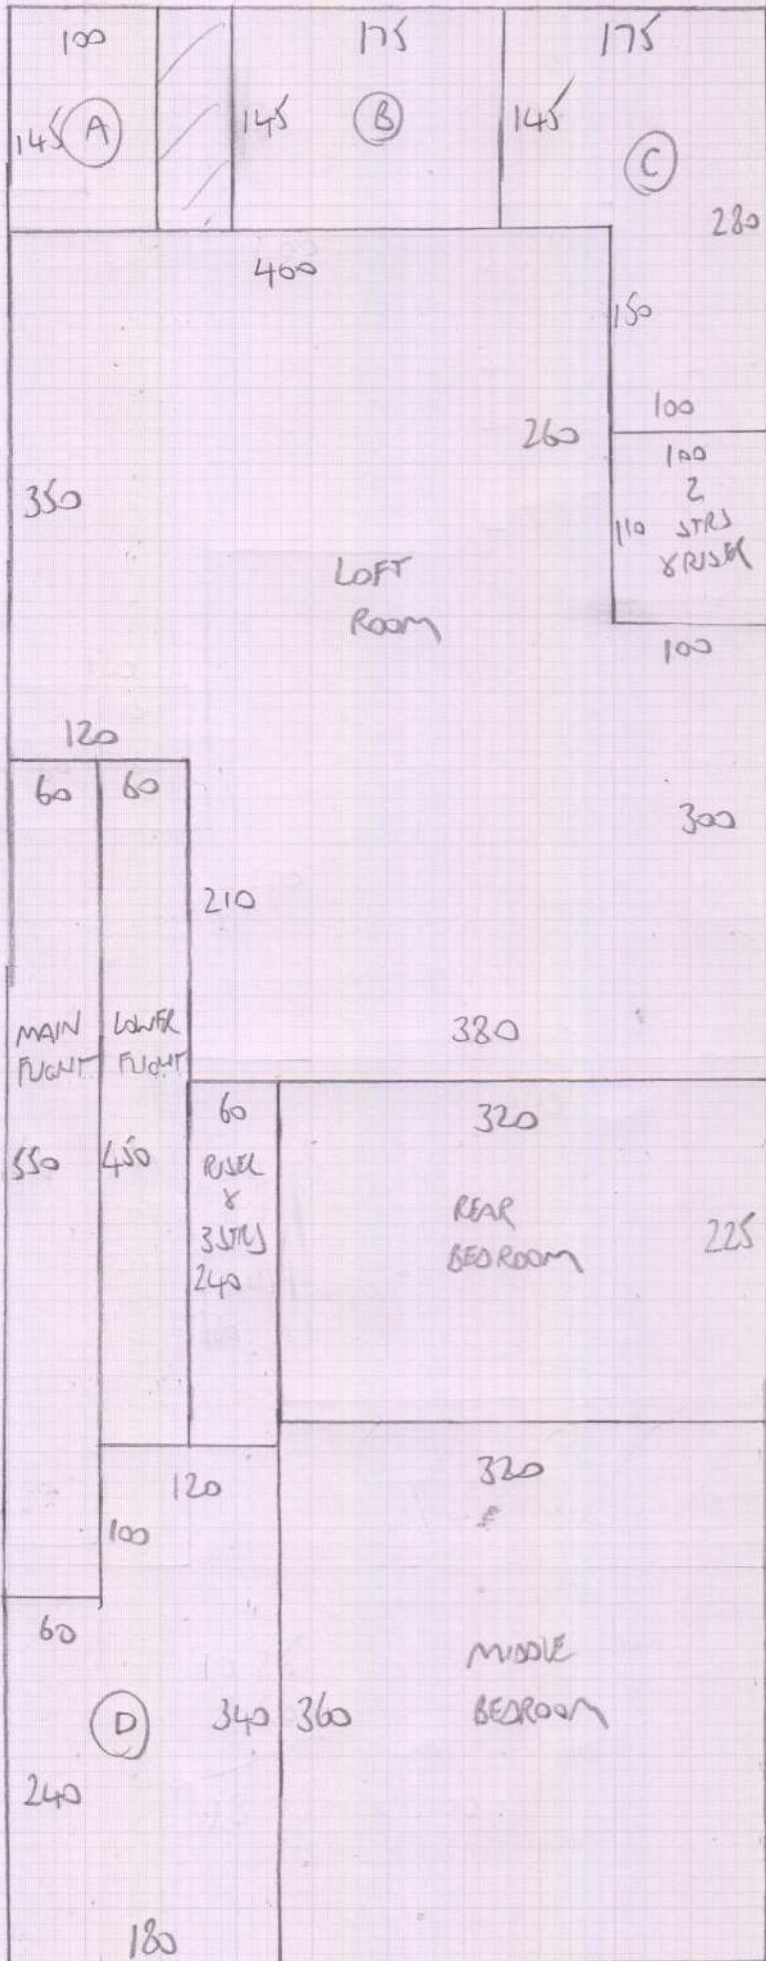 100
175
175
145
A
145
B
145
C
280
400
150
260
100
350
100
2
110 STRS
& RISER
LOFT
ROOM
100
120
60
60
300
210
MAIN
FLIGHT
LOWER
FLIGHT
380
60
320
550
450
RISER
&
3 STRS
240
REAR
BEDROOM
225
120
320
100
60
MIDDLE
BEDROOM
D
340
360
240
180